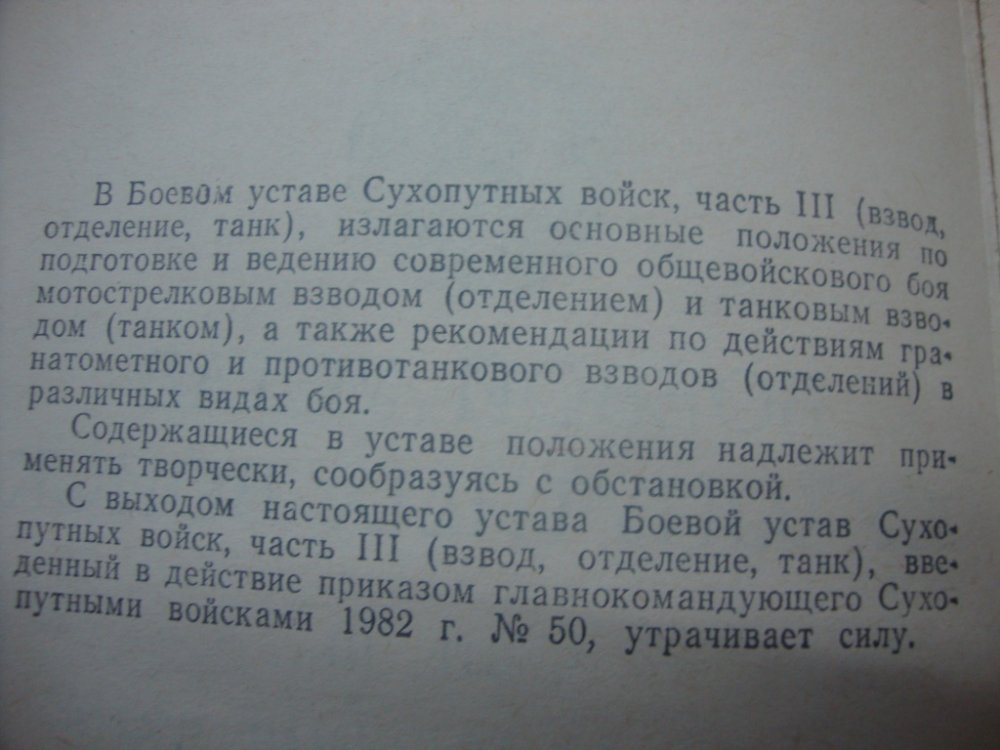 В Боевом уставе Сухопутных войск, часть III (взвод,
отделение, танк), излагаются основные положения по
подготовке и ведению современного общевойскового боя
мотострелковым взводом (отделением) и танковым взво-
дом (танком), а также рекомендации по действиям гра-
натометного и противотанкового взводов (отделений) в
различных видах боя.
Содержащиеся в уставе положения надлежит при-
менять творчески, сообразуясь с обстановкой.
С выходом настоящего устава Боевой устав Сухо-
путных войск, часть III (взвод, отделение, танк), вве-
денный в действие приказом главнокомандующего Сухо-
путными войсками 1982 г. № 50, утрачивает силу.